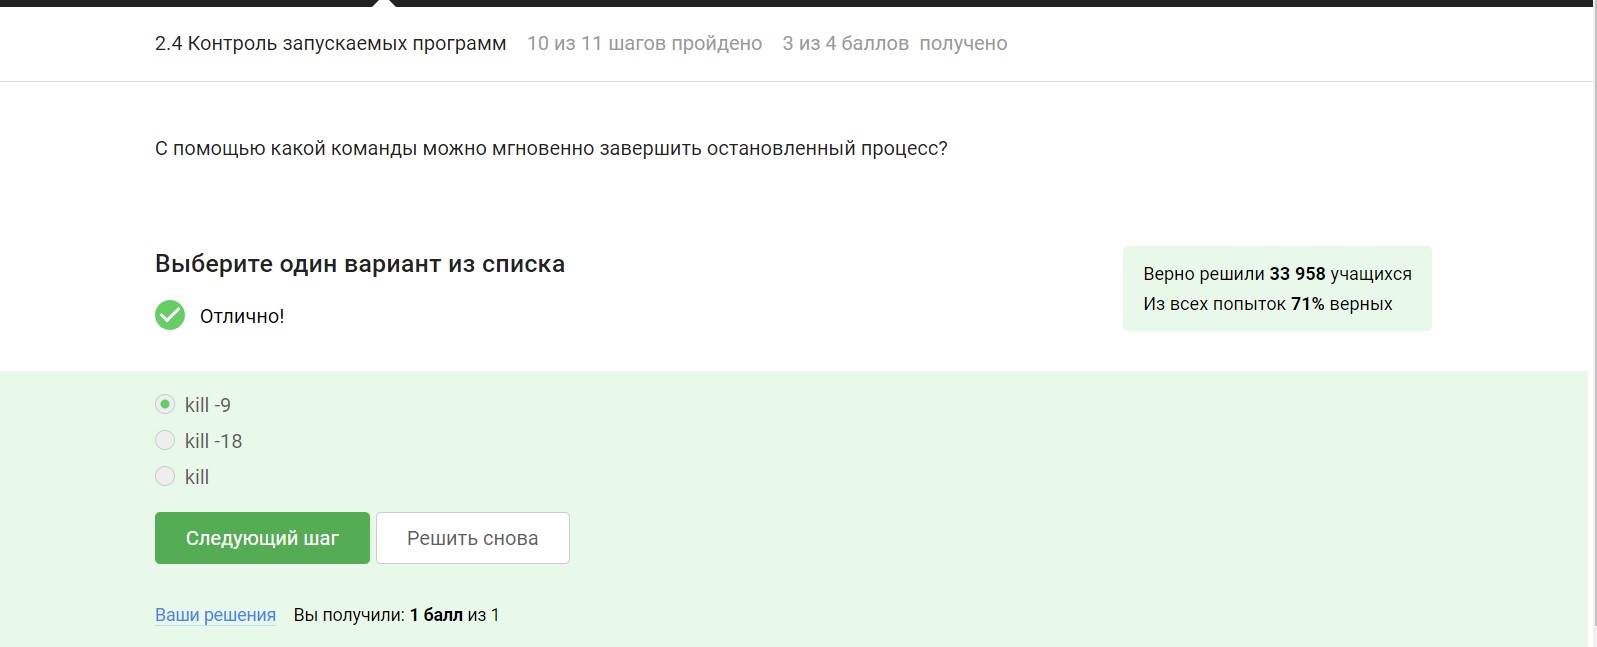 2.4 Контроль запускаемых программ 10 из 11 шагов пройдено 3 из 4 баллов получено
С помощью какой команды можно мгновенно завершить остановленный процесс?
Выберите один вариант из списка
Отлично!
Верно решили 33 958 учащихся
Из всех попыток 71% верных
kill -9
kill -18
kill
Следующий шаг
Решить снова
Ваши решения Вы получили: 1 балл из 1